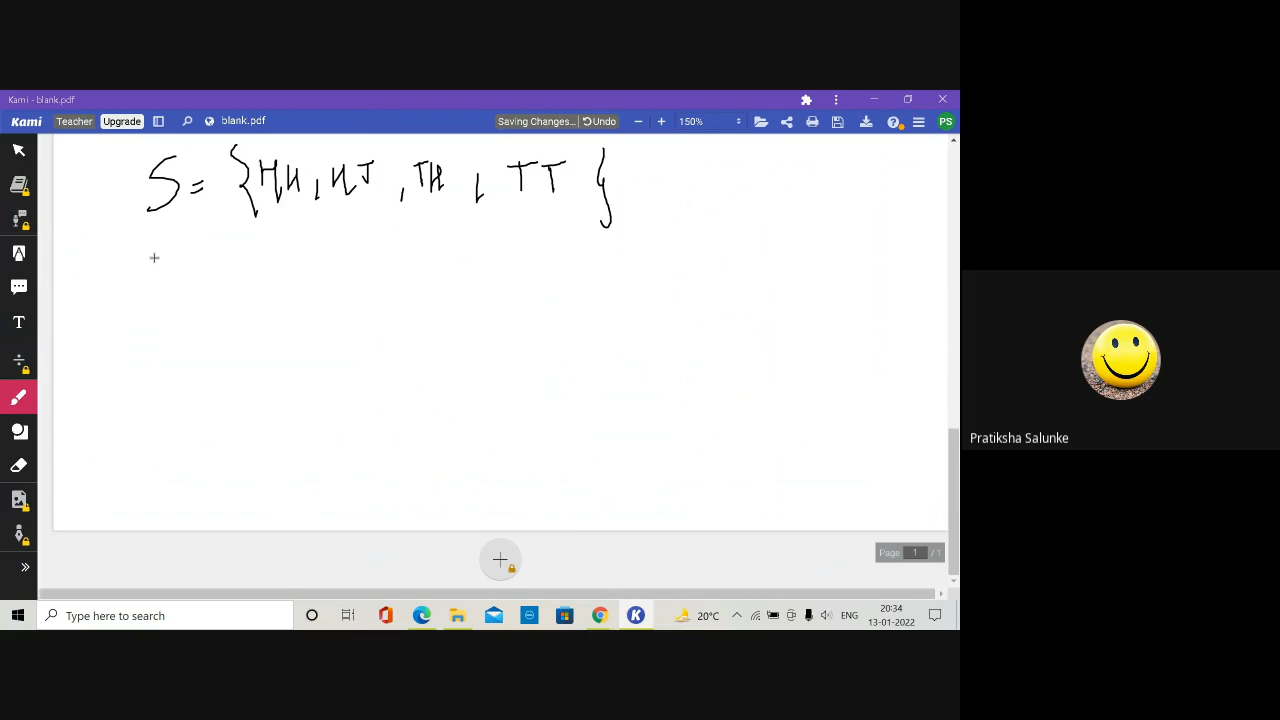 Kami - blank.pdf
Kami Teacher Upgrade blank.pdf Saving Changes... Undo 150% PS
S = {HH, HT, TH, TT}
Pratiksha Salunke
Page 1 / 1
Type here to search 20°C ENG 20:34
13-01-2022